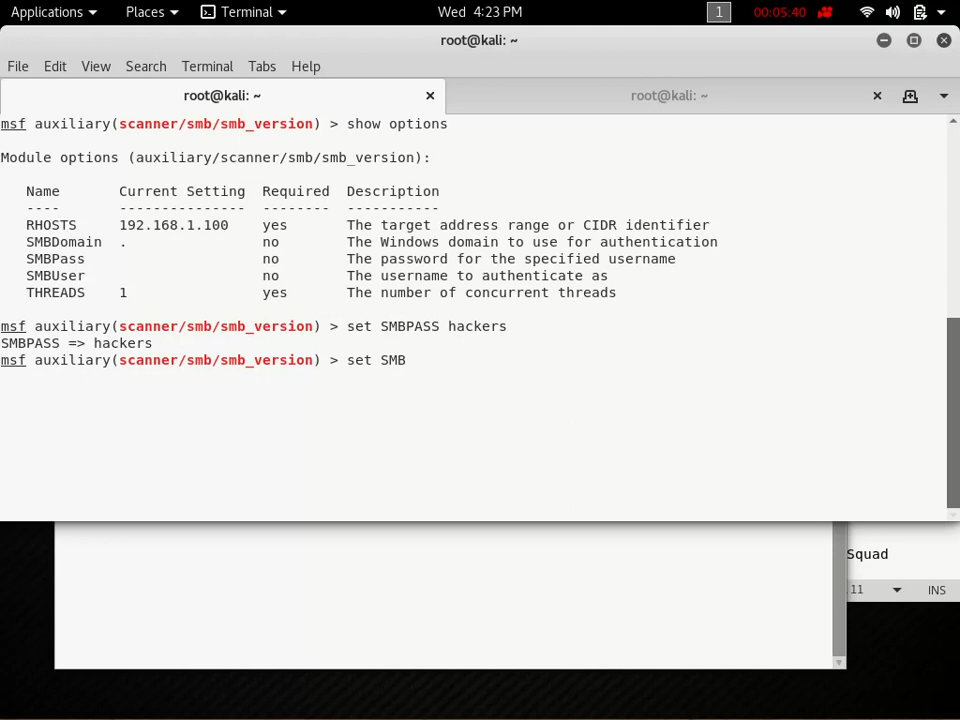 Applications Places Terminal Wed 4:23 PM 1 00:05:40
root@kali: ~
File Edit View Search Terminal Tabs Help
root@kali: ~ root@kali: ~
msf auxiliary(scanner/smb/smb_version) > show options
Module options (auxiliary/scanner/smb/smb_version):
Name Current Setting Required Description
---- --------------- -------- -----------
RHOSTS 192.168.1.100 yes The target address range or CIDR identifier
SMBDomain . no The Windows domain to use for authentication
SMBPass no The password for the specified username
SMBUser no The username to authenticate as
THREADS 1 yes The number of concurrent threads
msf auxiliary(scanner/smb/smb_version) > set SMBPASS hackers
SMBPASS => hackers
msf auxiliary(scanner/smb/smb_version) > set SMB
Squad
11 INS